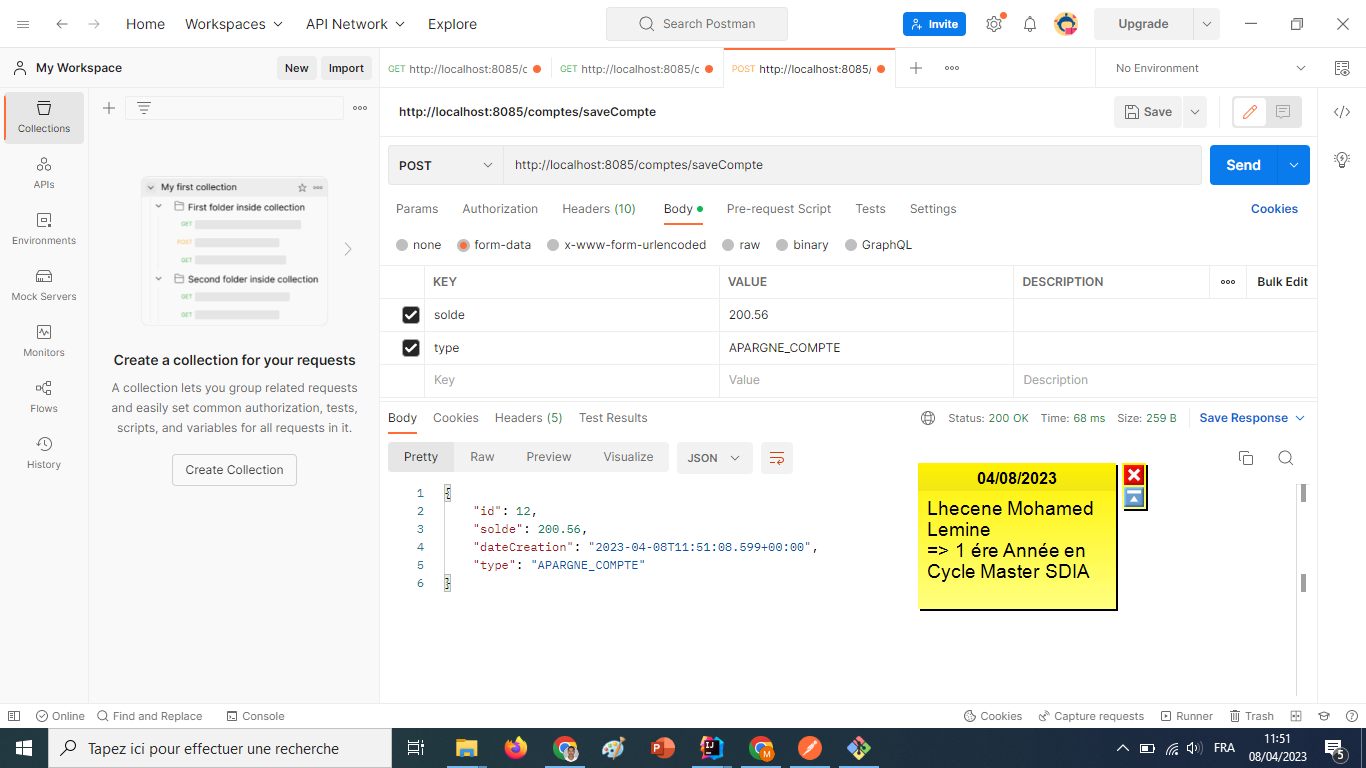 Home Workspaces API Network Explore Search Postman Invite Upgrade
My Workspace New Import
GET http://localhost:8085/c GET http://localhost:8085/c POST http://localhost:8085/ No Environment
Collections
APIs
Environments
Mock Servers
Monitors
Flows
History
My first collection
First folder inside collection
GET
POST
GET
Second folder inside collection
GET
GET
Create a collection for your requests
A collection lets you group related requests
and easily set common authorization, tests,
scripts, and variables for all requests in it.
Create Collection
http://localhost:8085/comptes/saveCompte Save
POST http://localhost:8085/comptes/saveCompte Send
Params Authorization Headers (10) Body Pre-request Script Tests Settings Cookies
none form-data x-www-form-urlencoded raw binary GraphQL
KEY VALUE DESCRIPTION Bulk Edit
solde 200.56
type APARGNE_COMPTE
Key Value Description
Body Cookies Headers (5) Test Results Status: 200 OK Time: 68 ms Size: 259 B Save Response
Pretty Raw Preview Visualize JSON
1 {
2 "id": 12,
3 "solde": 200.56,
4 "dateCreation": "2023-04-08T11:51:08.599+00:00",
5 "type": "APARGNE_COMPTE"
6 }
04/08/2023
Lhecene Mohamed
Lemine
=> 1 ére Année en
Cycle Master SDIA
Online Find and Replace Console Cookies Capture requests Runner Trash
Tapez ici pour effectuer une recherche FRA 11:51
08/04/2023 5